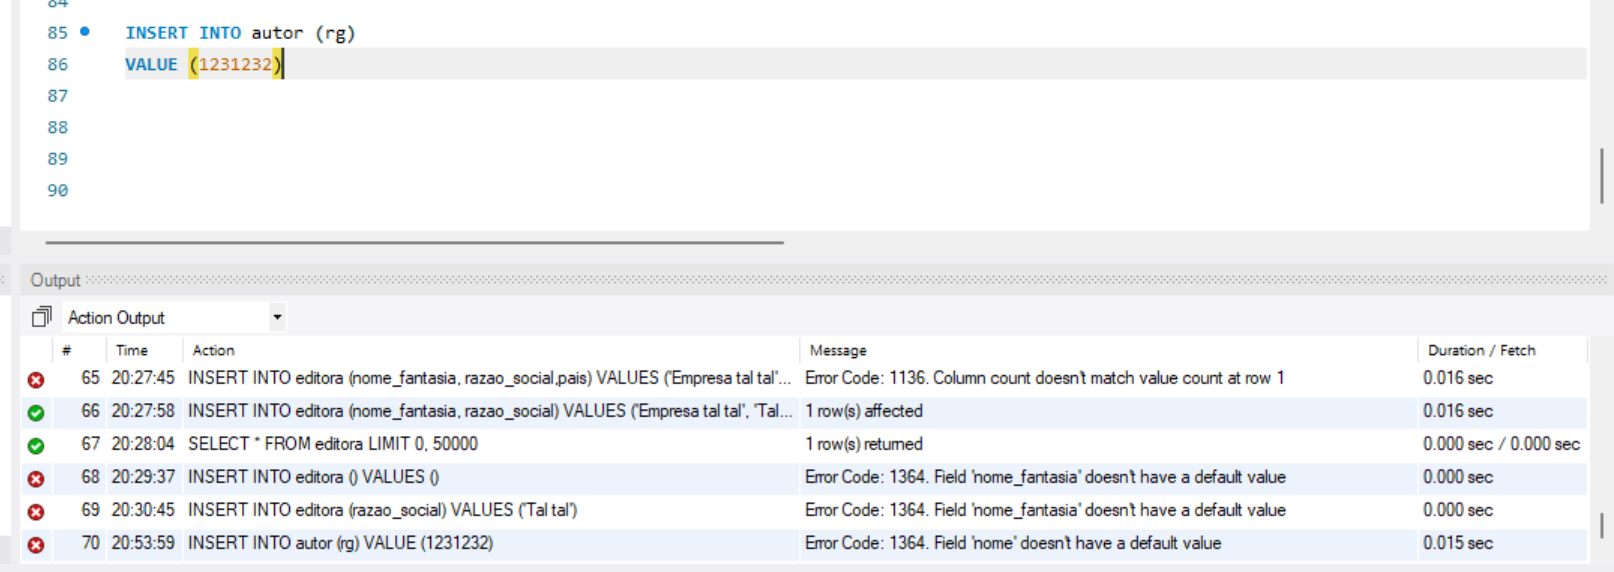 84
85 INSERT INTO autor (rg)
86 VALUE (1231232)
87
88
89
90
Output
Action Output
# Time Action Message Duration / Fetch
65 20:27:45 INSERT INTO editora (nome_fantasia, razao_social,pais) VALUES ('Empresa tal tal'... Error Code: 1136. Column count doesn't match value count at row 1 0.016 sec
66 20:27:58 INSERT INTO editora (nome_fantasia, razao_social) VALUES ('Empresa tal tal', 'Tal... 1 row(s) affected 0.016 sec
67 20:28:04 SELECT * FROM editora LIMIT 0, 50000 1 row(s) returned 0.000 sec / 0.000 sec
68 20:29:37 INSERT INTO editora () VALUES () Error Code: 1364. Field 'nome_fantasia' doesn't have a default value 0.000 sec
69 20:30:45 INSERT INTO editora (razao_social) VALUES ('Tal tal') Error Code: 1364. Field 'nome_fantasia' doesn't have a default value 0.000 sec
70 20:53:59 INSERT INTO autor (rg) VALUE (1231232) Error Code: 1364. Field 'nome' doesn't have a default value 0.015 sec